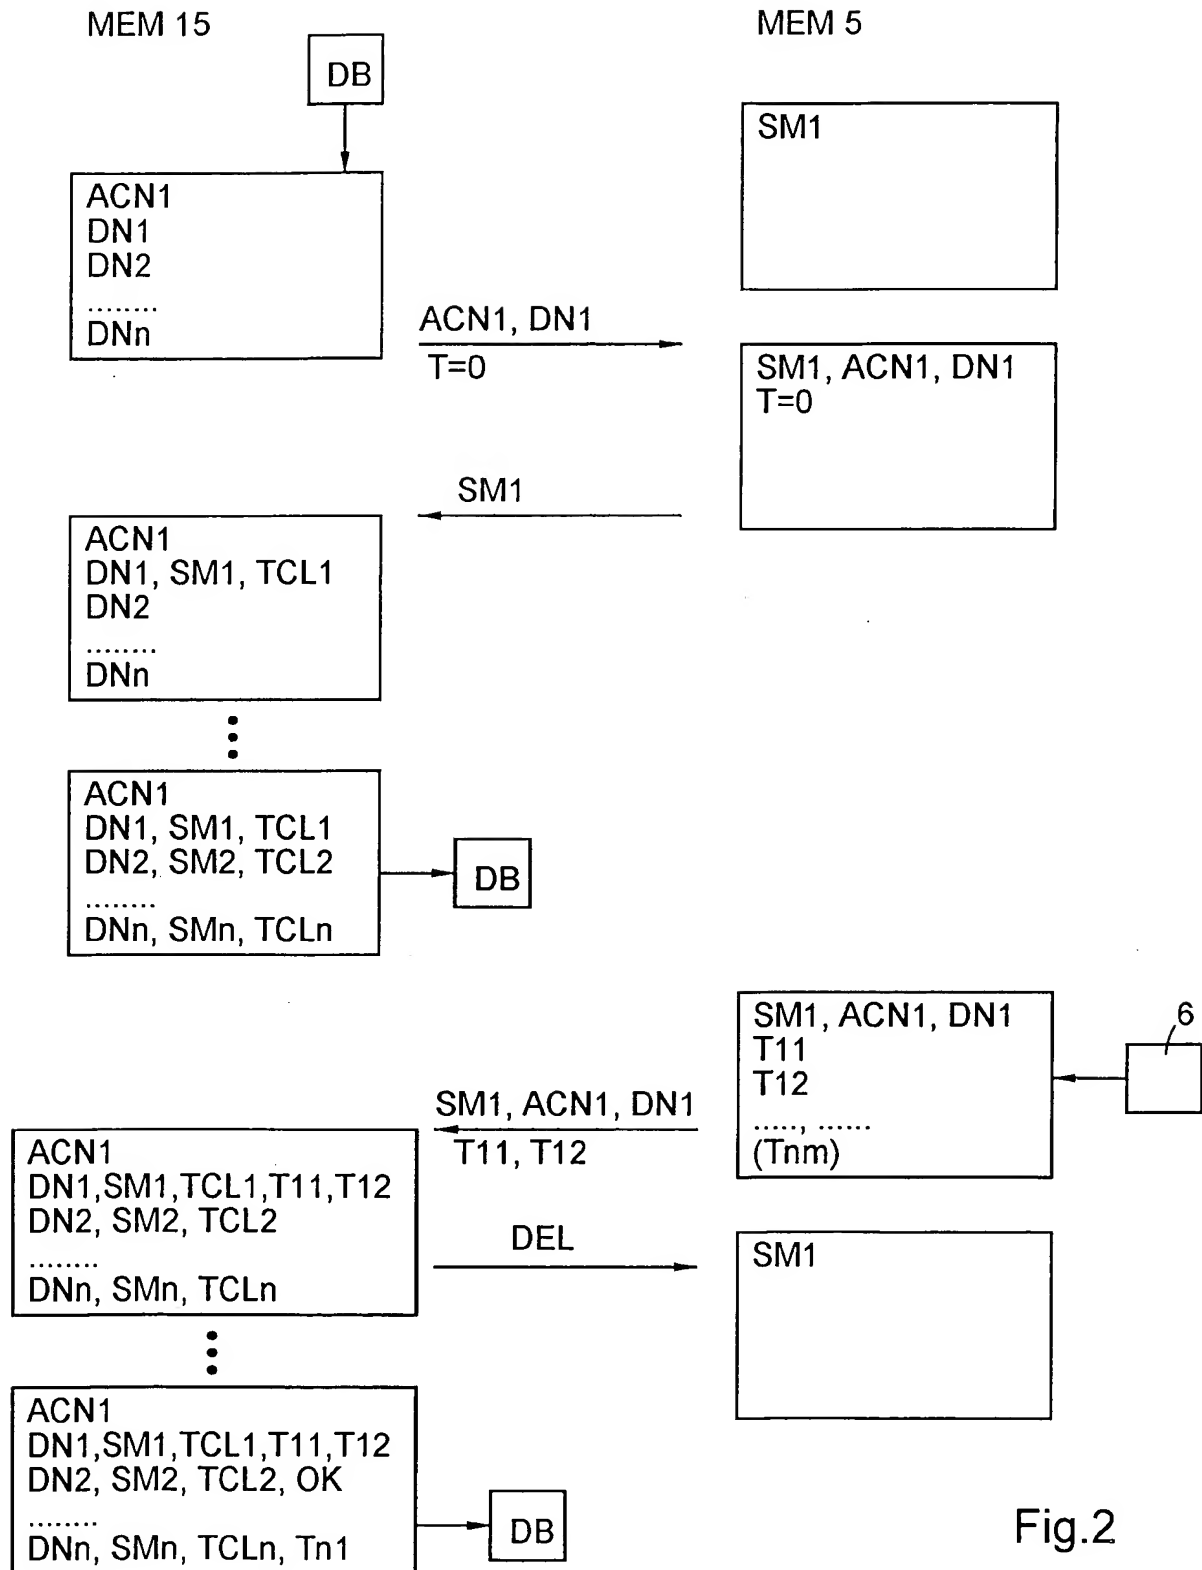 MEM 15
MEM 5
DB
SM1
ACN1
DN1
DN2
........
DNn
ACN1, DN1
T=0
SM1, ACN1, DN1
T=0
SM1
ACN1
DN1, SM1, TCL1
DN2
........
DNn
ACN1
DN1, SM1, TCL1
DN2, SM2, TCL2
........
DNn, SMn, TCLn
DB
SM1, ACN1, DN1
T11
T12
....., ......
(Tnm)
6
SM1, ACN1, DN1
T11, T12
ACN1
DN1,SM1,TCL1,T11,T12
DN2, SM2, TCL2
........
DNn, SMn, TCLn
DEL
SM1
ACN1
DN1,SM1,TCL1,T11,T12
DN2, SM2, TCL2, OK
........
DNn, SMn, TCLn, Tn1
DB
Fig.2